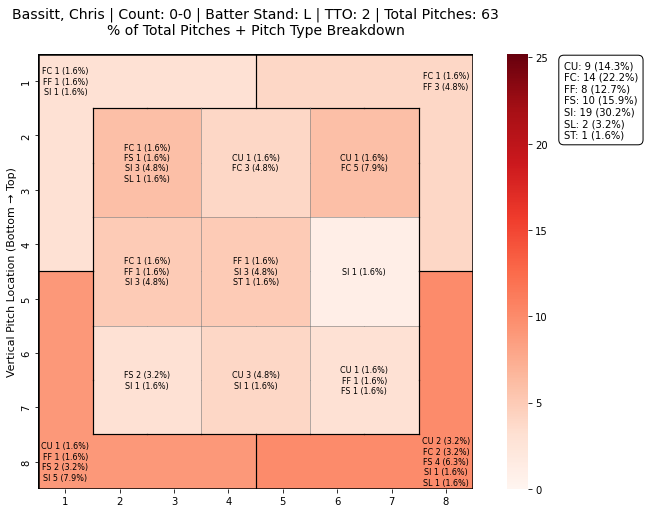 Bassitt, Chris | Count: 0-0 | Batter Stand: L | TTO: 2 | Total Pitches: 63
% of Total Pitches + Pitch Type Breakdown
FC 1 (1.6%)
FF 1 (1.6%)
SI 1 (1.6%)
FC 1 (1.6%)
FF 3 (4.8%)
FC 1 (1.6%)
FS 1 (1.6%)
SI 3 (4.8%)
SL 1 (1.6%)
CU 1 (1.6%)
FC 3 (4.8%)
CU 1 (1.6%)
FC 5 (7.9%)
FC 1 (1.6%)
FF 1 (1.6%)
SI 3 (4.8%)
FF 1 (1.6%)
SI 3 (4.8%)
ST 1 (1.6%)
SI 1 (1.6%)
FS 2 (3.2%)
SI 1 (1.6%)
CU 3 (4.8%)
SI 1 (1.6%)
CU 1 (1.6%)
FF 1 (1.6%)
FS 1 (1.6%)
CU 1 (1.6%)
FF 1 (1.6%)
FS 2 (3.2%)
SI 5 (7.9%)
CU 2 (3.2%)
FC 2 (3.2%)
FS 4 (6.3%)
SI 1 (1.6%)
SL 1 (1.6%)
Vertical Pitch Location (Bottom → Top)
1
2
3
4
5
6
7
8
1 2 3 4 5 6 7 8
25
20
15
10
5
0
CU: 9 (14.3%)
FC: 14 (22.2%)
FF: 8 (12.7%)
FS: 10 (15.9%)
SI: 19 (30.2%)
SL: 2 (3.2%)
ST: 1 (1.6%)